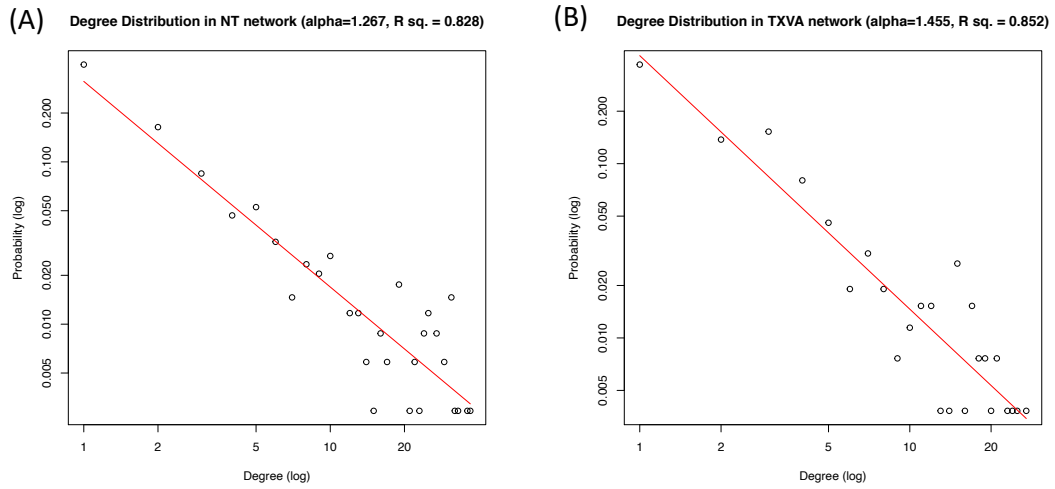 (A) Degree Distribution in NT network (alpha=1.267, R sq. = 0.828)
Probability (log)
0.200
0.100
0.050
0.020
0.010
0.005
1 2 5 10 20
Degree (log)
(B) Degree Distribution in TXVA network (alpha=1.455, R sq. = 0.852)
Probability (log)
0.200
0.100
0.050
0.020
0.010
0.005
1 2 5 10 20
Degree (log)